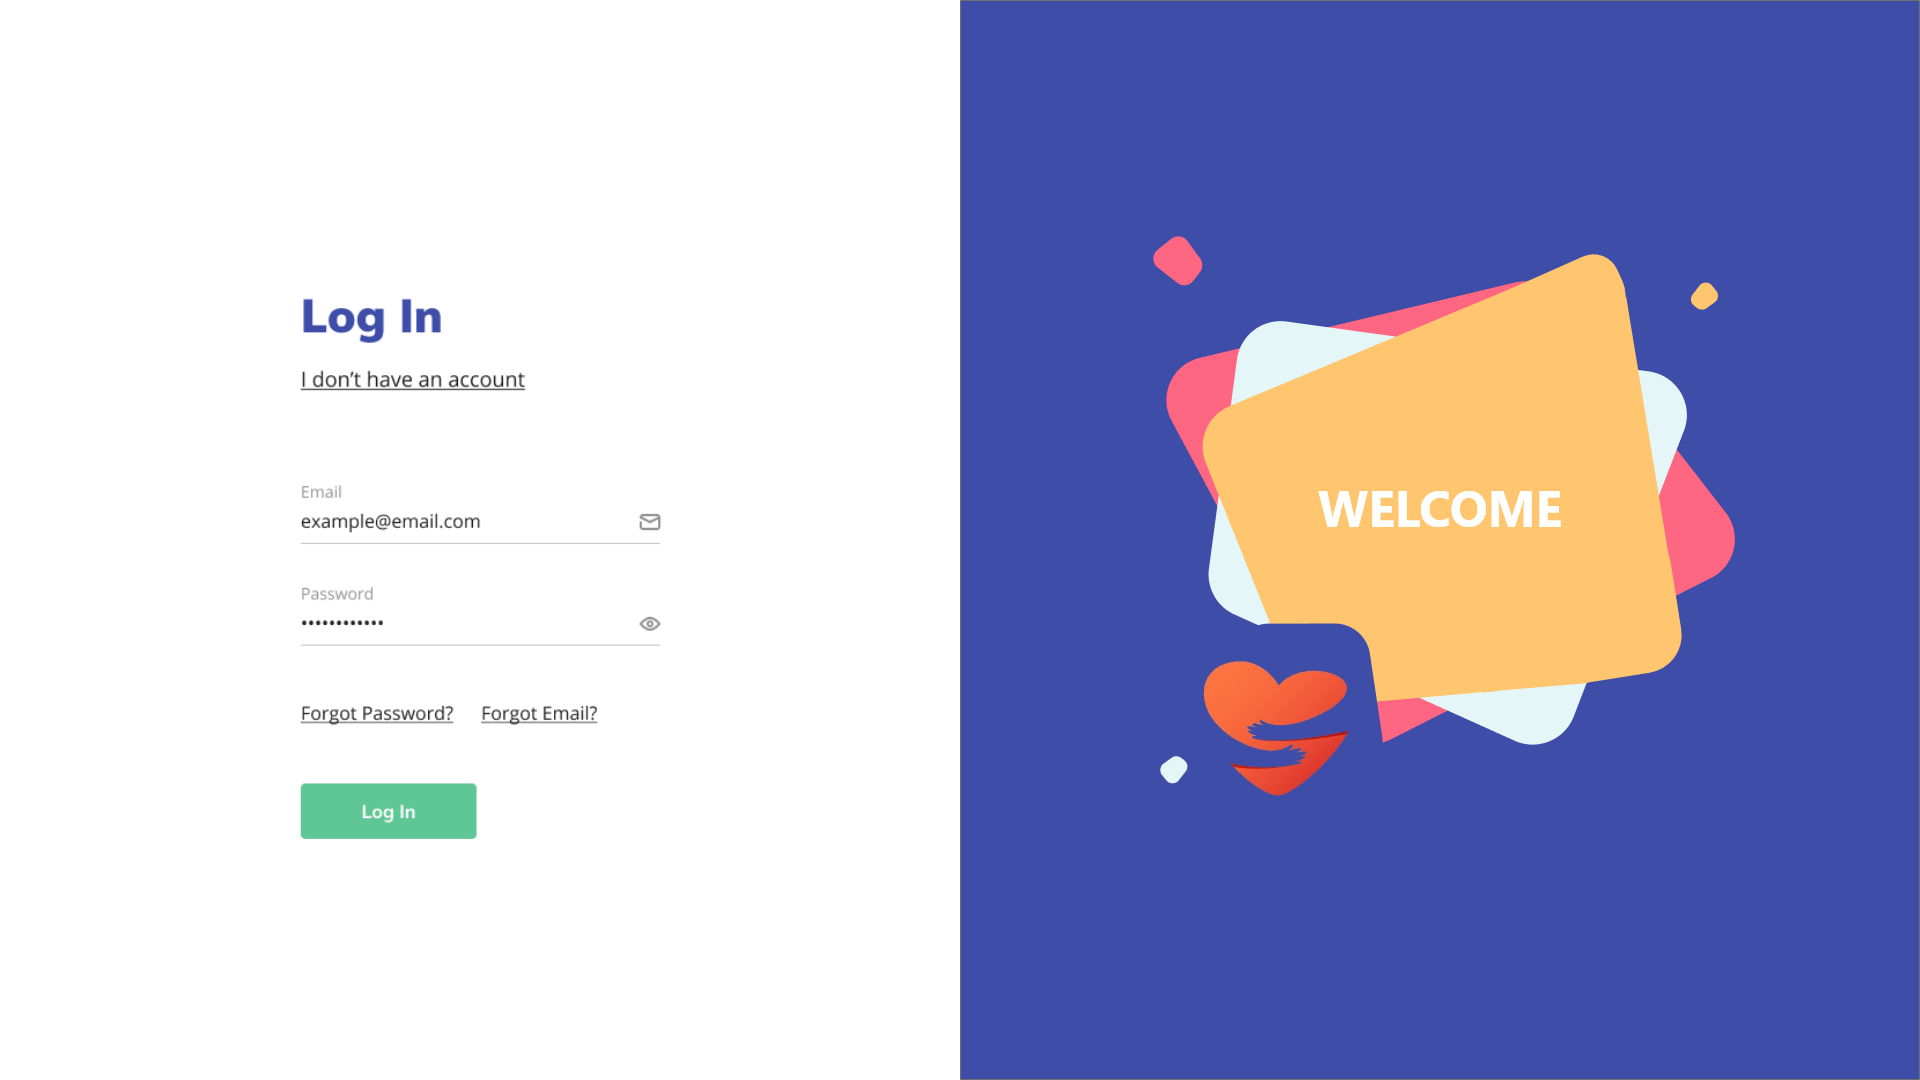 Log In
I don’t have an account
Email
example@email.com
Password
••••••••••••
Forgot Password? Forgot Email?
Log In
WELCOME